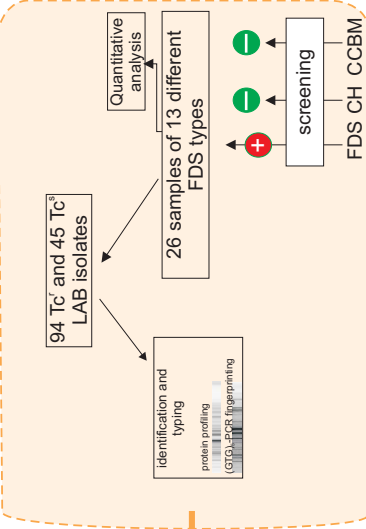 FDS CH CCBM
screening
+
–
–
26 samples of 13 different
FDS types
Quantitative
analysis
94 Tcʳ and 45 Tcˢ
LAB isolates
identification and
typing
protein profiling
(GTG)₅-PCR fingerprinting